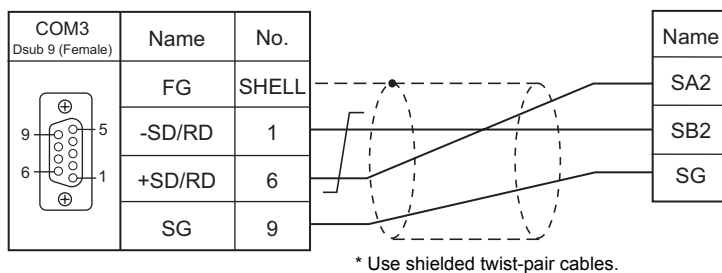 COM3
Dsub 9 (Female)
Name
No.
Name
FG
SHELL
SA2
9
5
-SD/RD
1
SB2
6
1
+SD/RD
6
SG
SG
9
* Use shielded twist-pair cables.